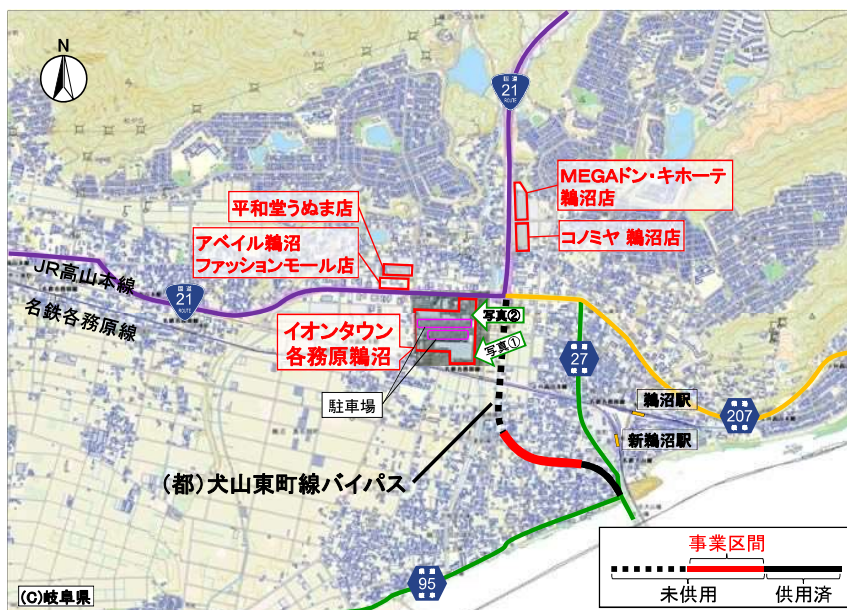 N
国道
21
ROUTE
MEGAドン・キホーテ
鵜沼店
平和堂うぬま店
コノミヤ 鵜沼店
アベイル鵜沼
ファッションモール店
JR高山本線
国道
21
ROUTE
名鉄各務原線
イオンタウン
各務原鵜沼
写真②
写真①
27
駐車場
鵜沼駅
207
新鵜沼駅
(都)犬山東町線バイパス
事業区間
未供用
供用済
95
(C)岐阜県